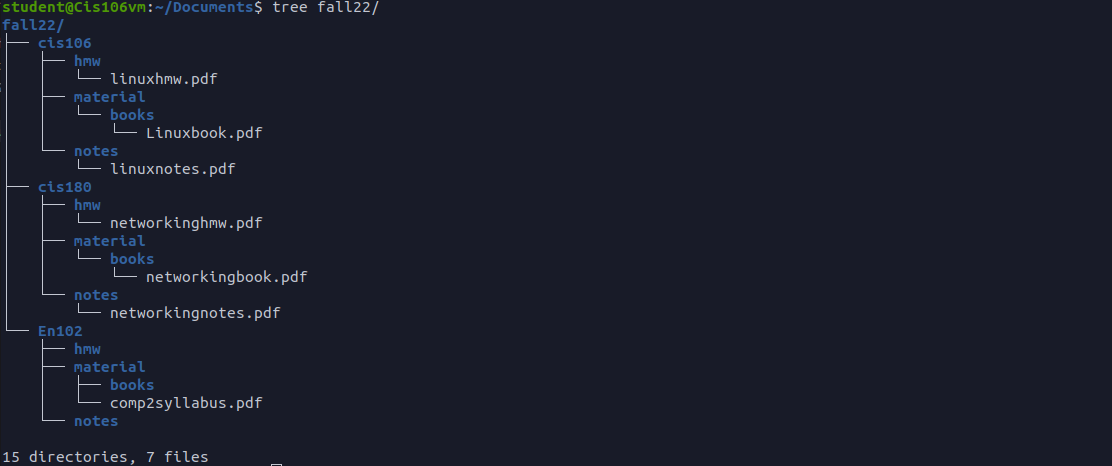 student@Cis106vm:~/Documents$ tree fall22/
fall22/
├── cis106
│   ├── hmw
│   │   └── linuxhmw.pdf
│   ├── material
│   │   └── books
│   │       └── Linuxbook.pdf
│   └── notes
│       └── linuxnotes.pdf
├── cis180
│   ├── hmw
│   │   └── networkinghmw.pdf
│   ├── material
│   │   └── books
│   │       └── networkingbook.pdf
│   └── notes
│       └── networkingnotes.pdf
└── En102
    ├── hmw
    ├── material
    │   ├── books
    │   └── comp2syllabus.pdf
    └── notes
15 directories, 7 files